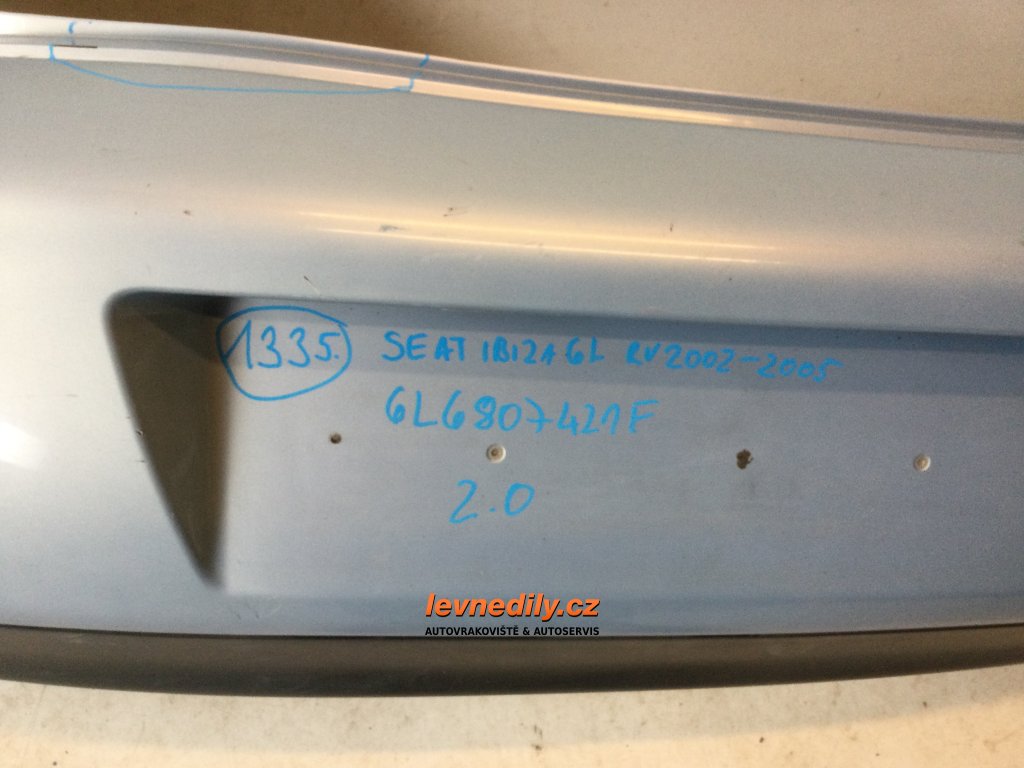 1335. SEAT IBIZA 6L RV2002-2005
6L6807421F
2.0
levnedily.cz
AUTOVRAKOVIŠTĚ & AUTOSERVIS